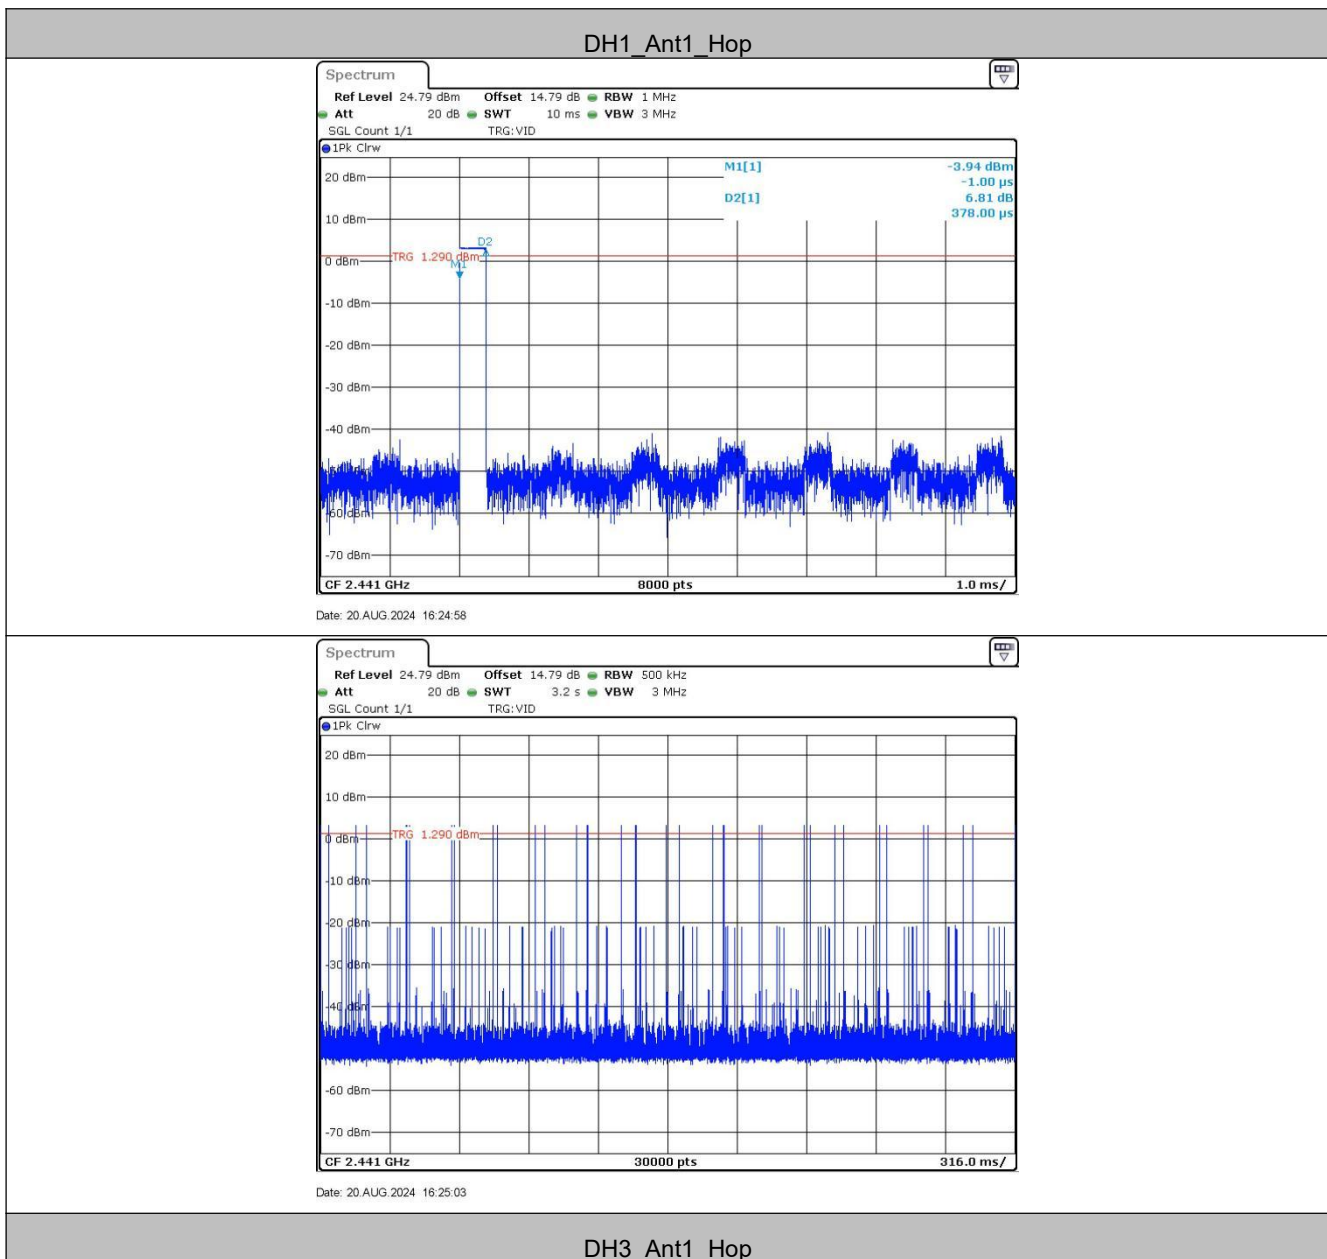 DH1_Ant1_Hop
Spectrum
Ref Level 24.79 dBm Offset 14.79 dB RBW 1 MHz
Att 20 dB SWT 10 ms VBW 3 MHz
SGL Count 1/1 TRG:VID
1Pk Clrw
M1[1] -3.94 dBm
-1.00 µs
D2[1] 6.81 dB
378.00 µs
20 dBm
10 dBm
D2
TRG 1.290 dBm
0 dBm
M1
-10 dBm
-20 dBm
-30 dBm
-40 dBm
-60 dBm
-70 dBm
CF 2.441 GHz 8000 pts 1.0 ms/
Date: 20.AUG.2024 16:24:58
Spectrum
Ref Level 24.79 dBm Offset 14.79 dB RBW 500 kHz
Att 20 dB SWT 3.2 s VBW 3 MHz
SGL Count 1/1 TRG:VID
1Pk Clrw
20 dBm
10 dBm
TRG 1.290 dBm
0 dBm
-10 dBm
-20 dBm
-30 dBm
-40 dBm
-60 dBm
-70 dBm
CF 2.441 GHz 30000 pts 316.0 ms/
Date: 20.AUG.2024 16:25:03
DH3_Ant1_Hop